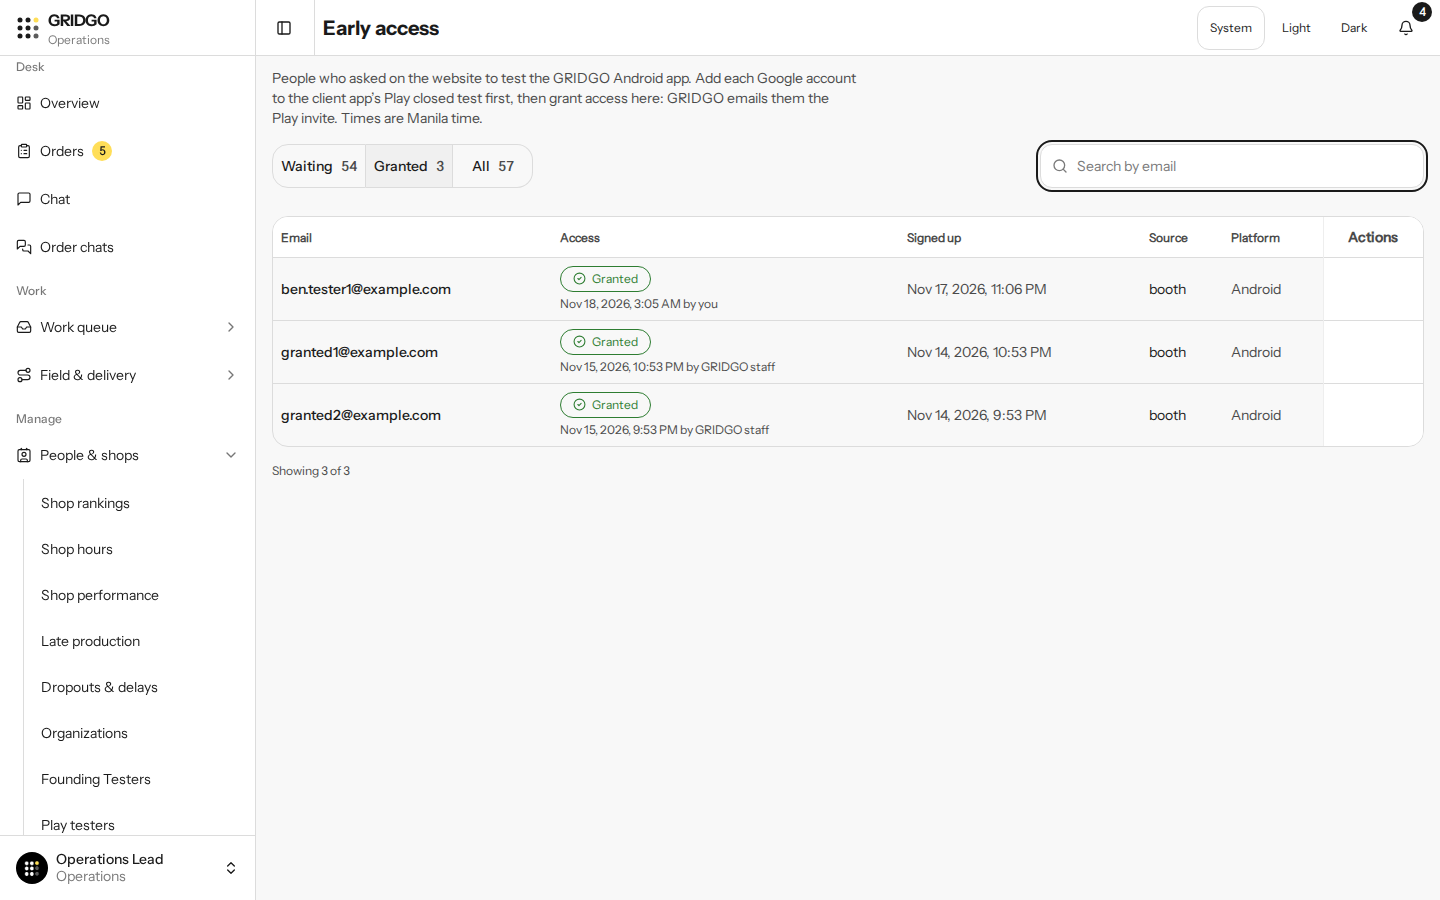 GRIDGO
Operations
Early access
System
Light
Dark
4
Desk
Overview
Orders 5
Chat
Order chats
Work
Work queue
Field & delivery
Manage
People & shops
Shop rankings
Shop hours
Shop performance
Late production
Dropouts & delays
Organizations
Founding Testers
Play testers
Operations Lead
Operations
People who asked on the website to test the GRIDGO Android app. Add each Google account
to the client app's Play closed test first, then grant access here: GRIDGO emails them the
Play invite. Times are Manila time.
Waiting 54 Granted 3 All 57
Search by email
Email Access Signed up Source Platform Actions
ben.tester1@example.com Granted Nov 17, 2026, 11:06 PM booth Android
Nov 18, 2026, 3:05 AM by you
granted1@example.com Granted Nov 14, 2026, 10:53 PM booth Android
Nov 15, 2026, 10:53 PM by GRIDGO staff
granted2@example.com Granted Nov 14, 2026, 9:53 PM booth Android
Nov 15, 2026, 9:53 PM by GRIDGO staff
Showing 3 of 3